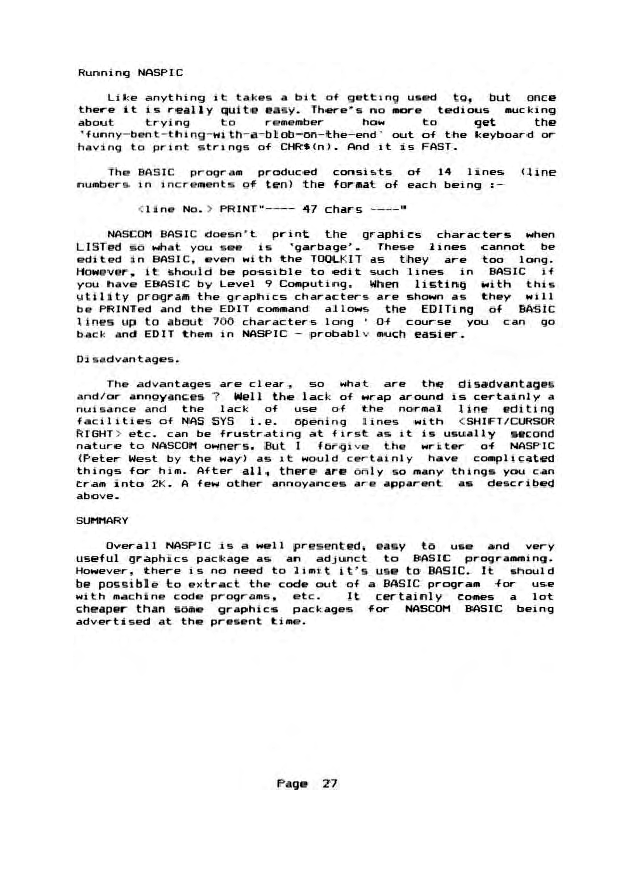 Running NASPIC
Like anything it takes a bit of getting used to, but once
there it is really quite easy. There's no more tedious mucking
about trying to remember how to get the
'funny-bent-thing-with-a-blob-on-the-end' out of the keyboard or
having to print strings of CHR$(n). And it is FAST.
The BASIC program produced consists of 14 lines (line
numbers in increments of ten) the format of each being :-
<line No.> PRINT"---- 47 chars ----"
NASCOM BASIC doesn't print the graphics characters when
LISTed so what you see is 'garbage'. These lines cannot be
edited in BASIC, even with the TOOLKIT as they are too long.
However, it should be possible to edit such lines in BASIC if
you have EBASIC by Level 9 Computing. When listing with this
utility program the graphics characters are shown as they will
be PRINTed and the EDIT command allows the EDITing of BASIC
lines up to about 700 characters long ' Of course you can go
back and EDIT them in NASPIC - probably much easier.
Disadvantages.
The advantages are clear, so what are the disadvantages
and/or annoyances ? Well the lack of wrap around is certainly a
nuisance and the lack of use of the normal line editing
facilities of NAS SYS i.e. opening lines with <SHIFT/CURSOR
RIGHT> etc. can be frustrating at first as it is usually second
nature to NASCOM owners. But I forgive the writer of NASPIC
(Peter West by the way) as it would certainly have complicated
things for him. After all, there are only so many things you can
cram into 2K. A few other annoyances are apparent as described
above.
SUMMARY
Overall NASPIC is a well presented, easy to use and very
useful graphics package as an adjunct to BASIC programming.
However, there is no need to limit it's use to BASIC. It should
be possible to extract the code out of a BASIC program for use
with machine code programs, etc. It certainly comes a lot
cheaper than some graphics packages for NASCOM BASIC being
advertised at the present time.
Page 27